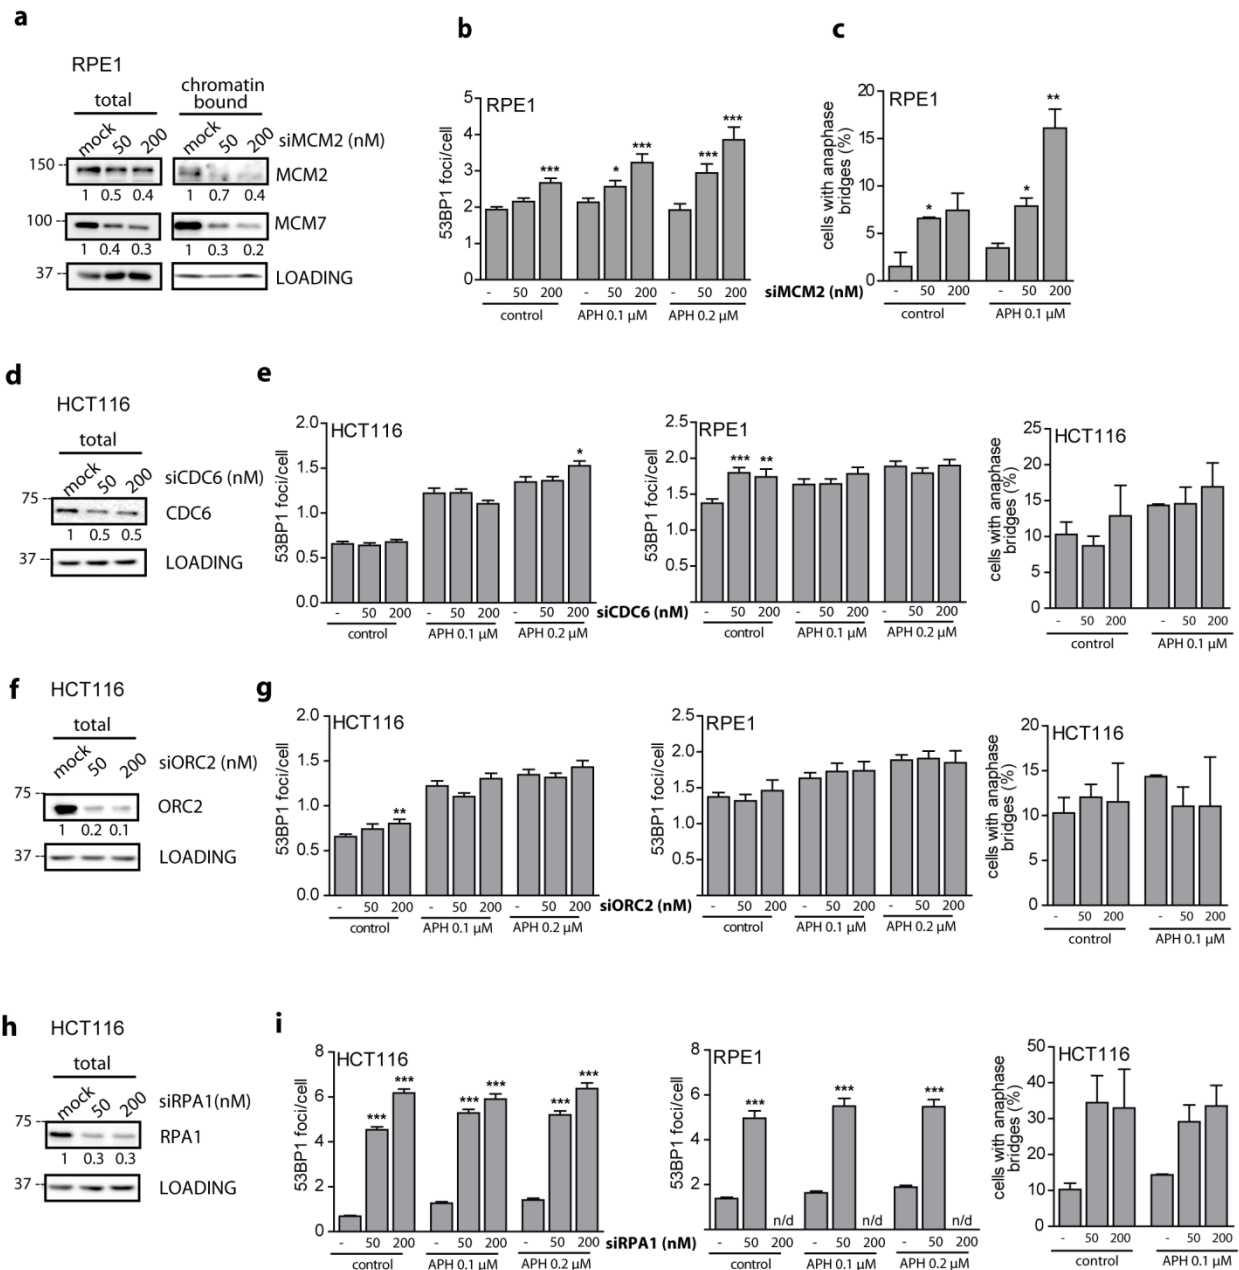 a
RPE1
total
chromatin
bound
mock 50 200 mock 50 200 siMCM2 (nM)
150 MCM2
1 0.5 0.4 1 0.7 0.4
100 MCM7
1 0.4 0.3 1 0.3 0.2
37 LOADING
b
RPE1
53BP1 foci/cell
5
4
3
2
1
0
* *** *** *** ***
- 50 200 - 50 200 - 50 200
control APH 0.1 µM APH 0.2 µM
siMCM2 (nM)
c
RPE1
cells with anaphase
bridges (%)
20
15
10
5
0
* * **
- 50 200 - 50 200
control APH 0.1 µM
d
HCT116
total
mock 50 200 siCDC6 (nM)
75 CDC6
1 0.5 0.5
37 LOADING
e
HCT116
53BP1 foci/cell
2.0
1.5
1.0
0.5
0.0
*
- 50 200 - 50 200 - 50 200
control APH 0.1 µM APH 0.2 µM
siCDC6 (nM)
RPE1
53BP1 foci/cell
2.5
2.0
1.5
1.0
0.5
*** **
- 50 200 - 50 200 - 50 200
control APH 0.1 µM APH 0.2 µM
HCT116
cells with anaphase
bridges (%)
25
20
15
10
5
0
- 50 200 - 50 200
control APH 0.1 µM
f
HCT116
total
mock 50 200 siORC2 (nM)
75 ORC2
1 0.2 0.1
37 LOADING
g
HCT116
53BP1 foci/cell
2.0
1.5
1.0
0.5
0.0
**
- 50 200 - 50 200 - 50 200
control APH 0.1 µM APH 0.2 µM
siORC2 (nM)
RPE1
53BP1 foci/cell
2.5
2.0
1.5
1.0
0.5
- 50 200 - 50 200 - 50 200
control APH 0.1 µM APH 0.2 µM
HCT116
cells with anaphase
bridges (%)
20
15
10
5
0
- 50 200 - 50 200
control APH 0.1 µM
h
HCT116
total
mock 50 200 siRPA1(nM)
75 RPA1
1 0.3 0.3
37 LOADING
i
HCT116
53BP1 foci/cell
8
6
4
2
0
*** *** *** *** *** ***
- 50 200 - 50 200 - 50 200
control APH 0.1 µM APH 0.2 µM
siRPA1 (nM)
RPE1
53BP1 foci/cell
8
6
4
2
*** *** ***
n/d n/d n/d
- 50 200 - 50 200 - 50 200
control APH 0.1 µM APH 0.2 µM
HCT116
cells with anaphase
bridges (%)
50
40
30
20
10
0
- 50 200 - 50 200
control APH 0.1 µM